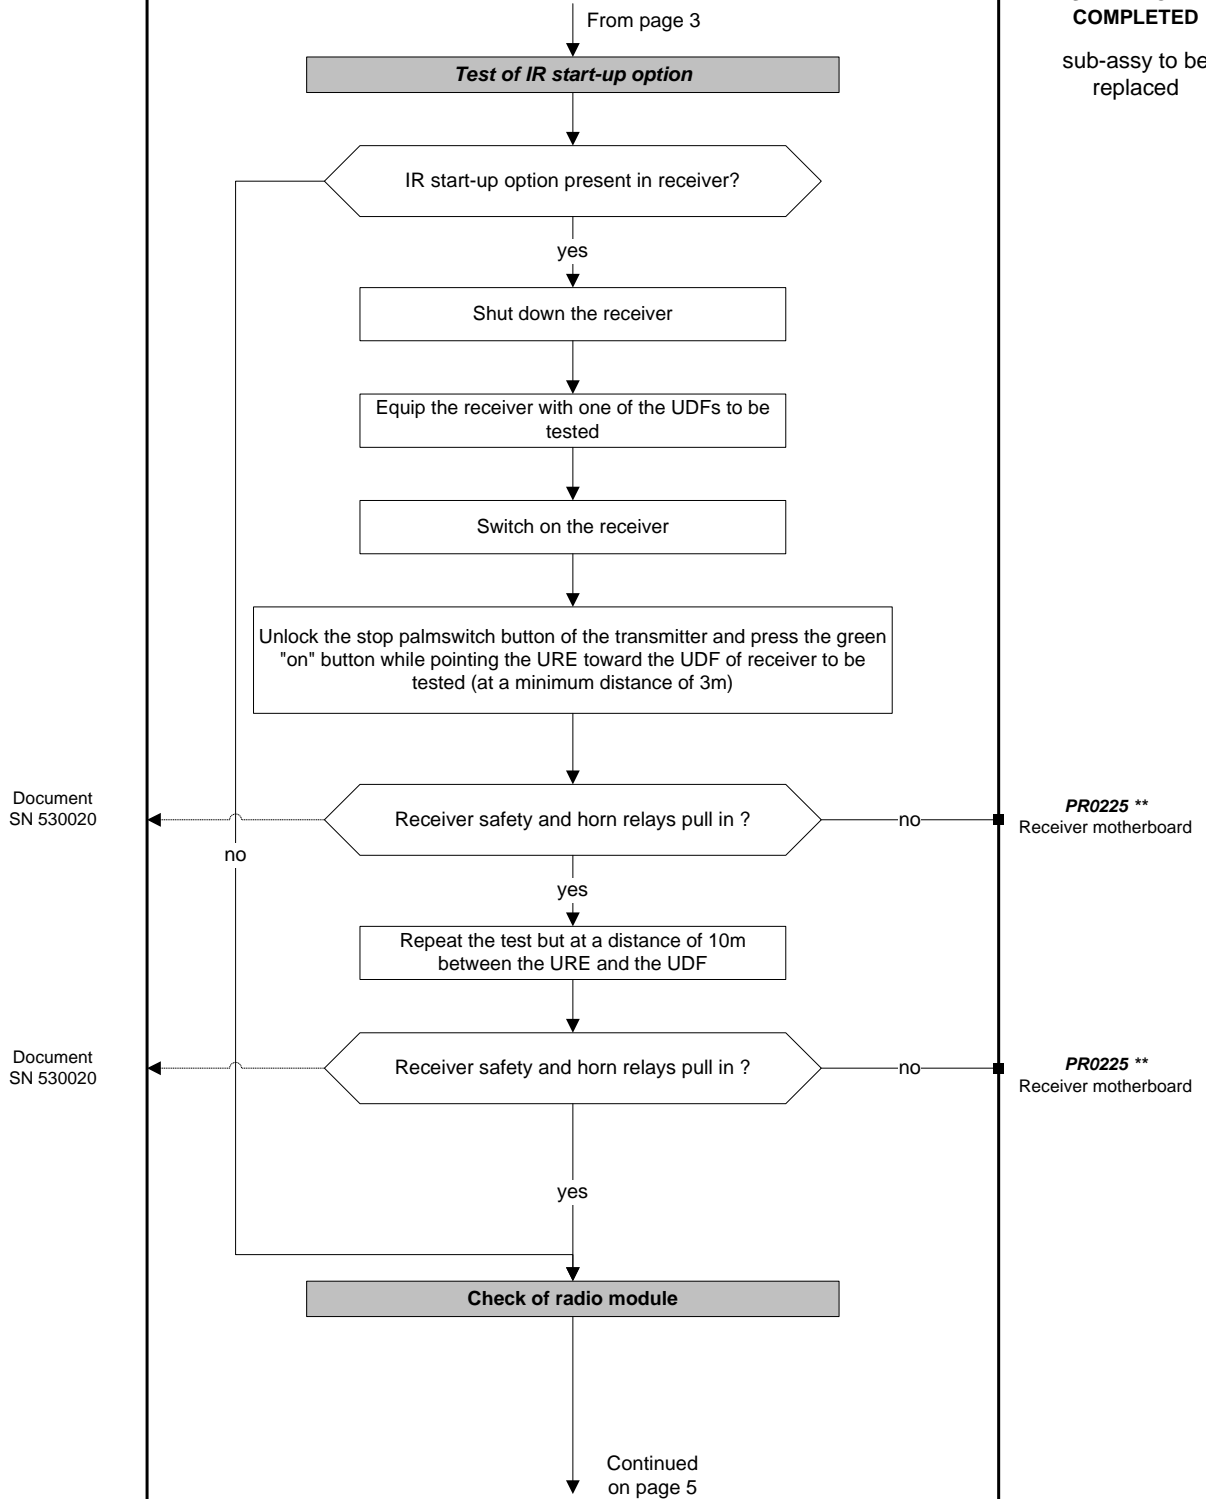 From page 3
COMPLETED
sub-assy to be
replaced
Test of IR start-up option
IR start-up option present in receiver?
yes
Shut down the receiver
Equip the receiver with one of the UDFs to be
tested
Switch on the receiver
Unlock the stop palmswitch button of the transmitter and press the green
"on" button while pointing the URE toward the UDF of receiver to be
tested (at a minimum distance of 3m)
Document
SN 530020
Receiver safety and horn relays pull in ?
no
PR0225 **
Receiver motherboard
no
yes
Repeat the test but at a distance of 10m
between the URE and the UDF
Document
SN 530020
Receiver safety and horn relays pull in ?
no
PR0225 **
Receiver motherboard
yes
Check of radio module
Continued
on page 5